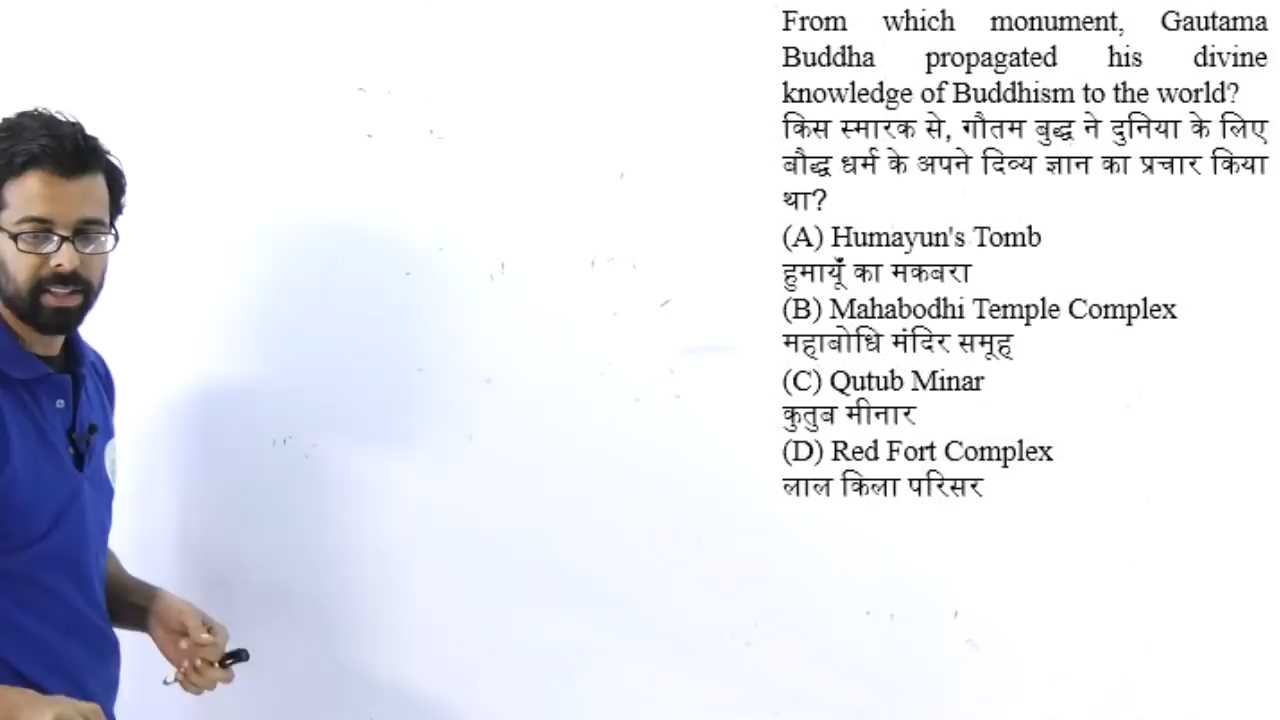 From which monument, Gautama
Buddha propagated his divine
knowledge of Buddhism to the world?
किस स्मारक से, गौतम बुद्ध ने दुनिया के लिए
बौद्ध धर्म के अपने दिव्य ज्ञान का प्रचार किया
था?
(A) Humayun's Tomb
हुमायूँ का मकबरा
(B) Mahabodhi Temple Complex
महाबोधि मंदिर समूह
(C) Qutub Minar
कुतुब मीनार
(D) Red Fort Complex
लाल किला परिसर